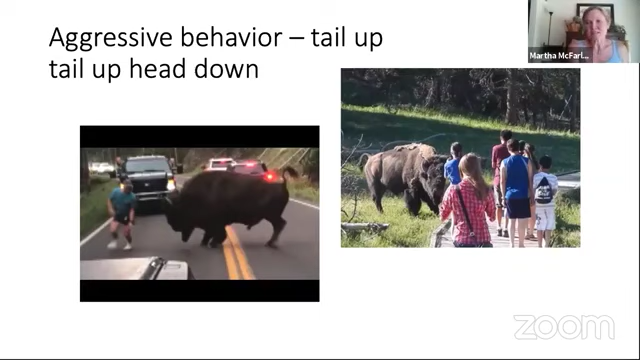 Aggressive behavior – tail up
tail up head down
Martha McFarl...
zoom